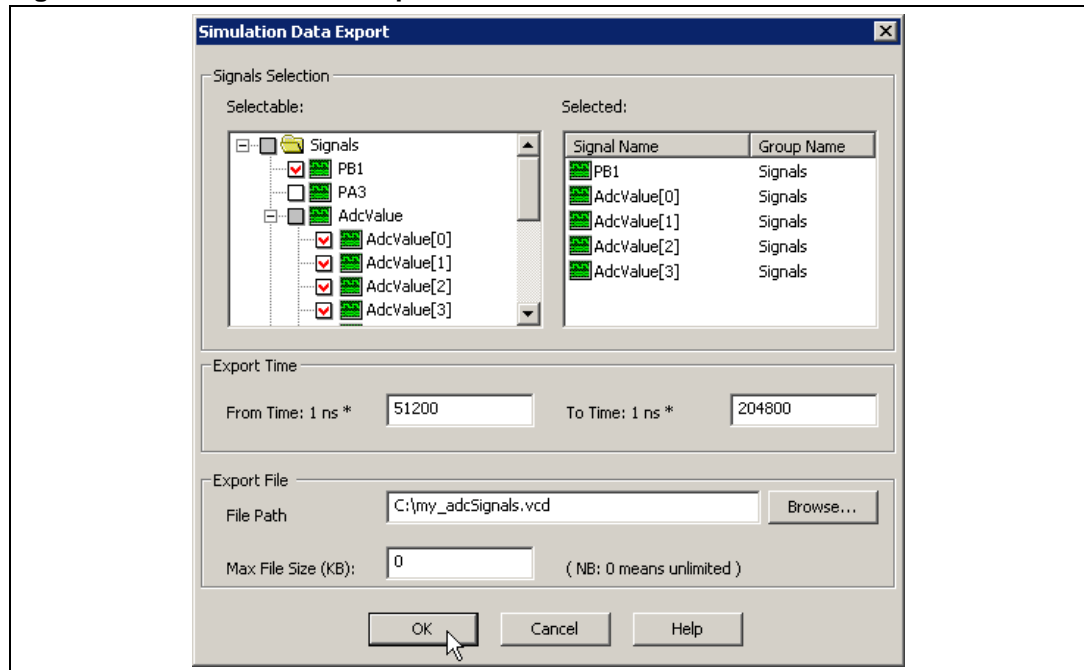 Simulation Data Export
Signals Selection
Selectable:
Signals
PB1
PA3
AdcValue
AdcValue[0]
AdcValue[1]
AdcValue[2]
AdcValue[3]
Selected:
Signal Name Group Name
PB1 Signals
AdcValue[0] Signals
AdcValue[1] Signals
AdcValue[2] Signals
AdcValue[3] Signals
Export Time
From Time: 1 ns * 51200 To Time: 1 ns * 204800
Export File
File Path C:\my_adcSignals.vcd Browse...
Max File Size (KB): 0 ( NB: 0 means unlimited )
OK Cancel Help